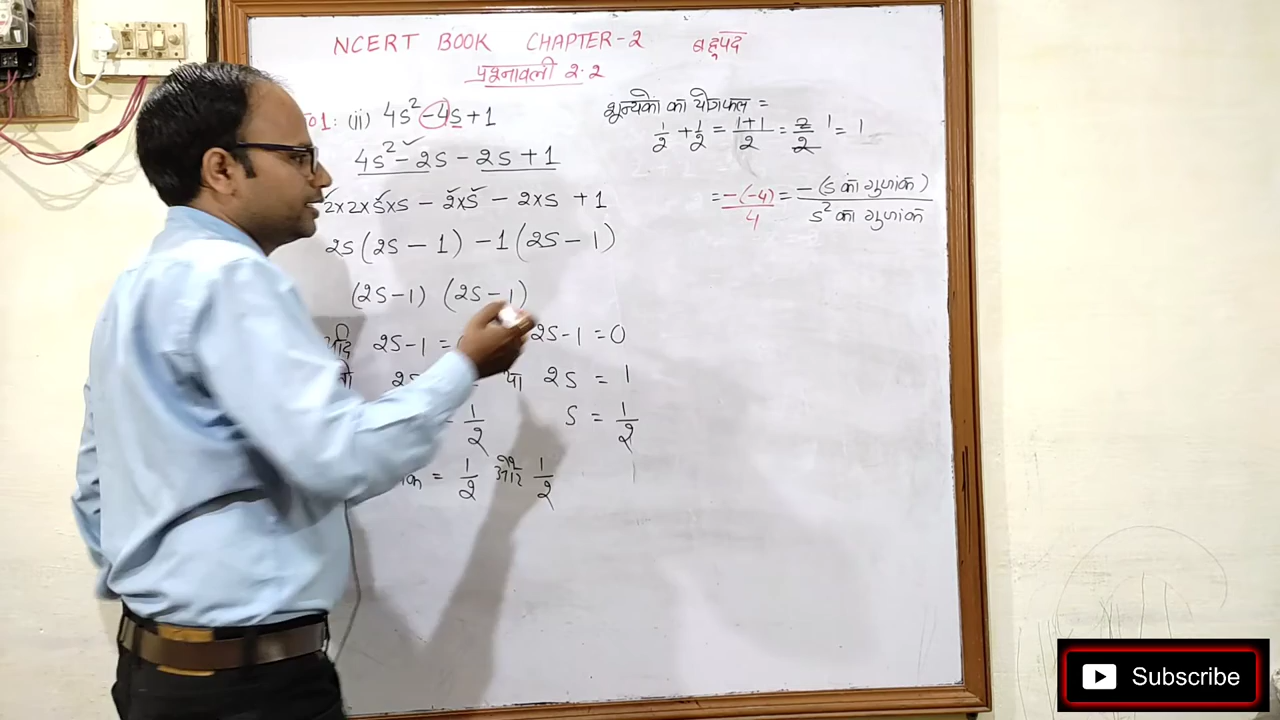 NCERT BOOK CHAPTER-2 बहुपद
प्रश्नावली 2.2
01: (ii) 4s² -4s +1
4s² - 2s - 2s + 1
2x2xsxs - 2xs - 2xs + 1
2s(2s - 1) -1(2s - 1)
(2s-1) (2s-1)
यदि 2s-1 = 2s-1 = 0
2s या 2s = 1
= 1/2 s = 1/2
= 1/2 और 1/2
शून्यकों का योगफल =
1/2 + 1/2 = 1+1/2 = 2/2 1 = 1
= -(-4)/4 = -(s का गुणांक)/s² का गुणांक
Subscribe